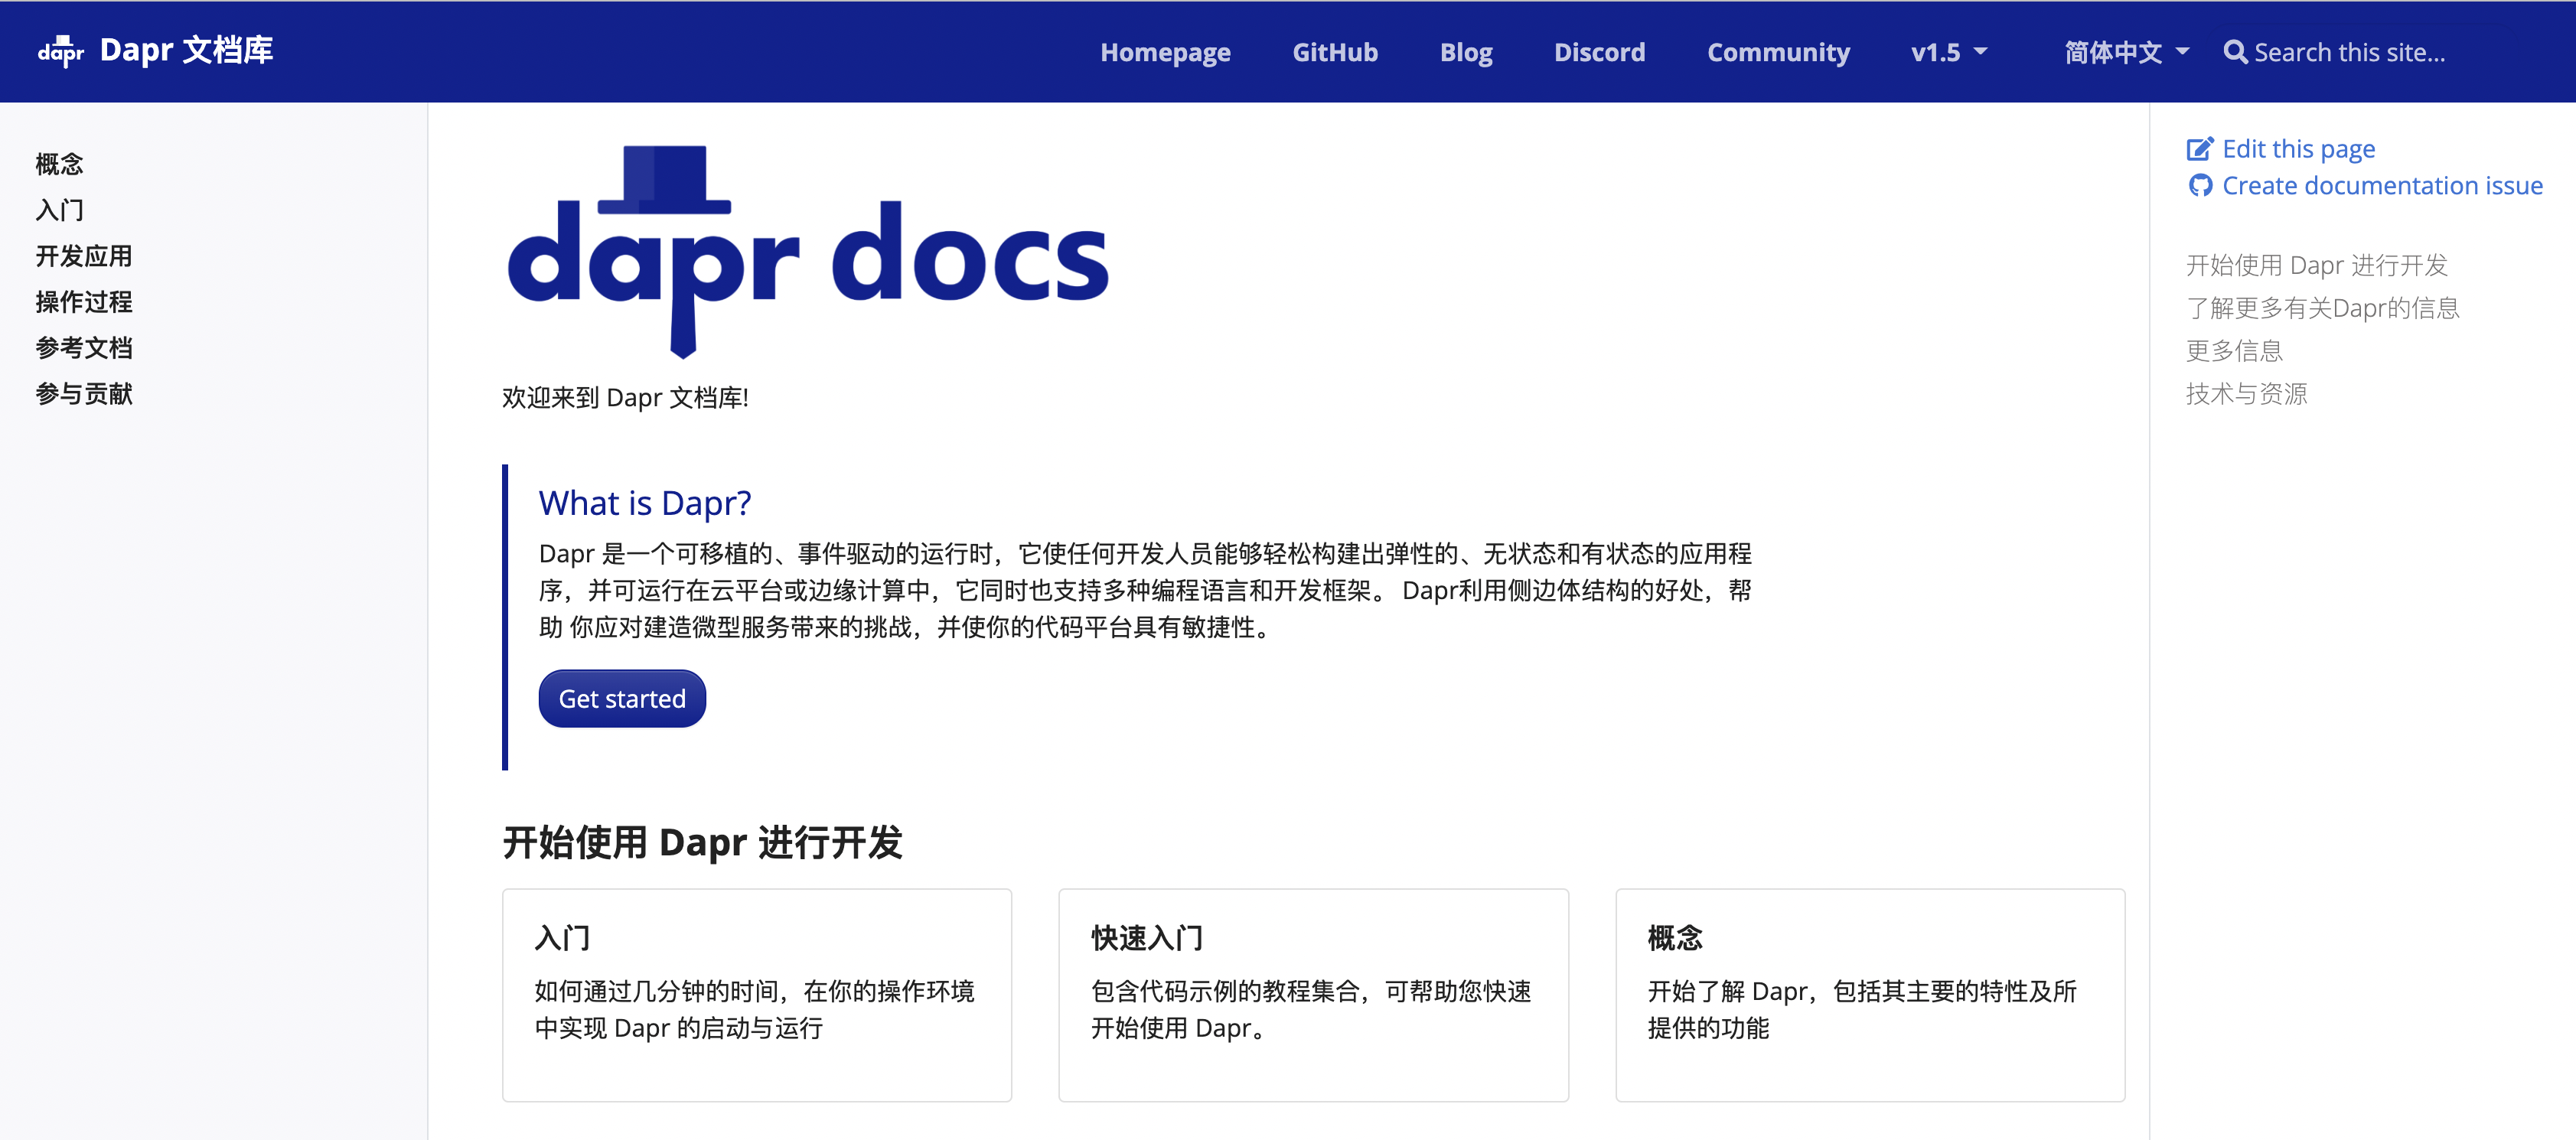 dapr Dapr 文档库 Homepage GitHub Blog Discord Community v1.5 简体中文 Search this site...
概念
入门
开发应用
操作过程
参考文档
参与贡献
dapr docs
欢迎来到 Dapr 文档库!
What is Dapr?
Dapr 是一个可移植的、事件驱动的运行时，它使任何开发人员能够轻松构建出弹性的、无状态和有状态的应用程
序，并可运行在云平台或边缘计算中，它同时也支持多种编程语言和开发框架。 Dapr利用侧边体结构的好处，帮
助 你应对建造微型服务带来的挑战，并使你的代码平台具有敏捷性。
Get started
开始使用 Dapr 进行开发
入门
如何通过几分钟的时间，在你的操作环境
中实现 Dapr 的启动与运行
快速入门
包含代码示例的教程集合，可帮助您快速
开始使用 Dapr。
概念
开始了解 Dapr，包括其主要的特性及所
提供的功能
Edit this page
Create documentation issue
开始使用 Dapr 进行开发
了解更多有关Dapr的信息
更多信息
技术与资源